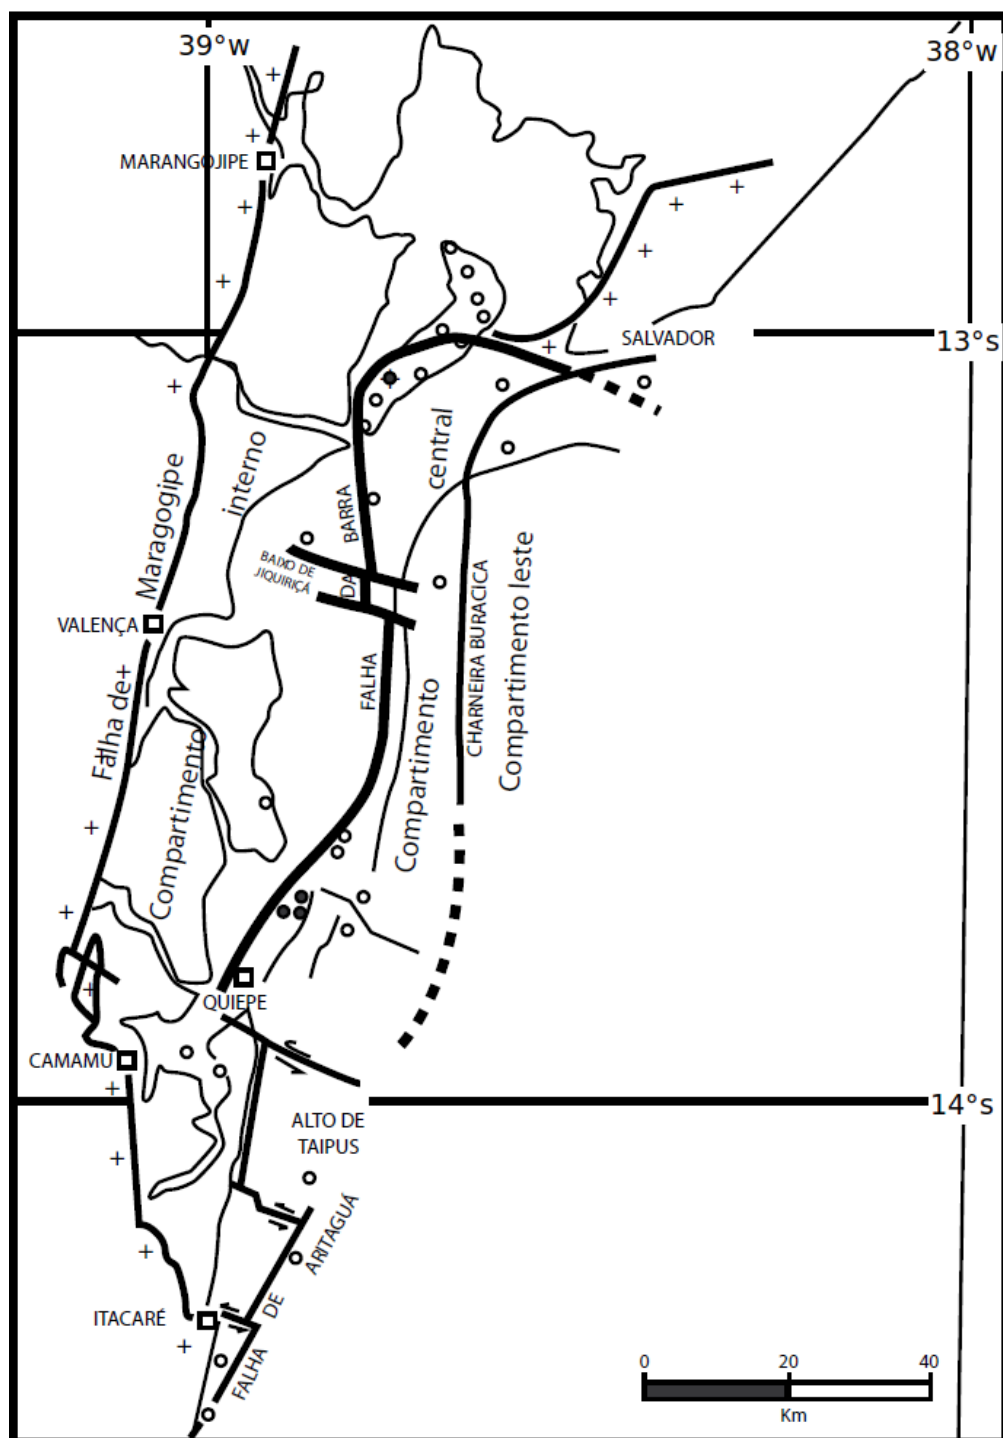 39°w
38°w
MARANGOJIPE
SALVADOR
13°s
central
interno
Maragogipe
BARRA
DA
BAIXO DE
JIQUIRIÇÁ
VALENÇA
FALHA
CHARNEIRA BURACICA
Compartimento leste
Falha de
Compartimento
Compartimento
QUIEPE
CAMAMU
14°s
ALTO DE
TAIPUS
ARITAGUÁ
DE
FALHA
ITACARÉ
0 20 40
Km